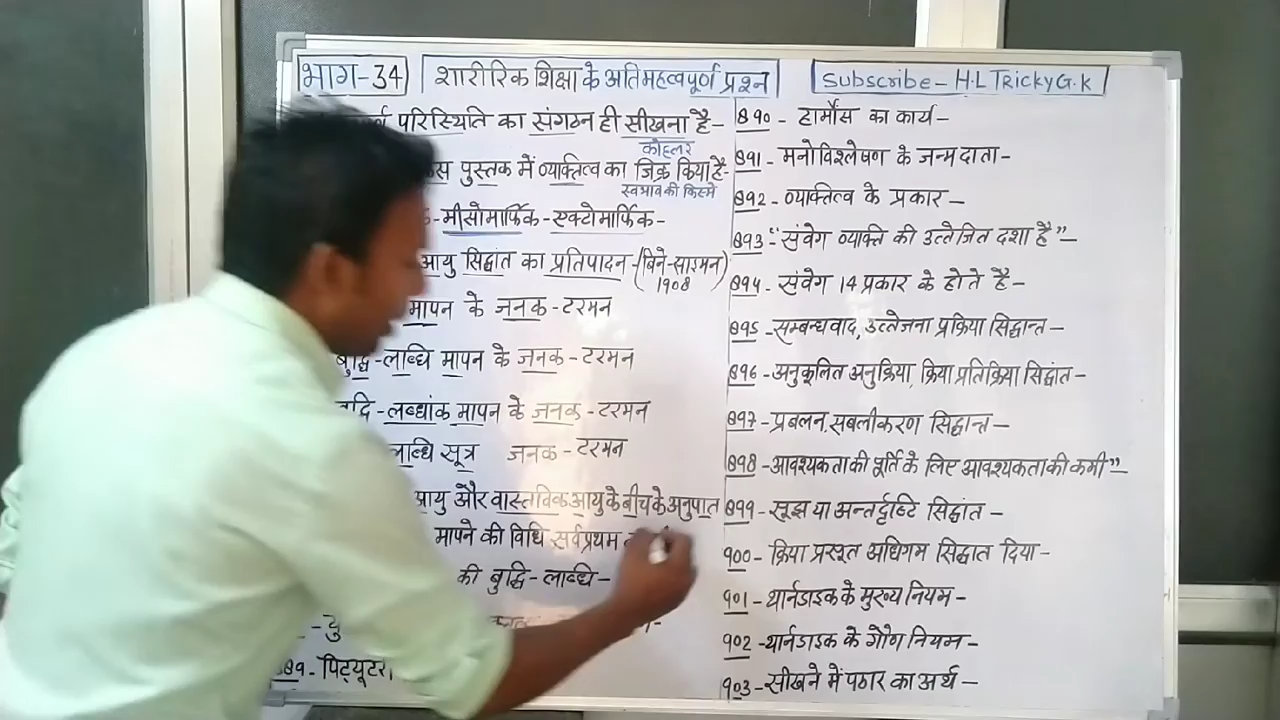 भाग-34
शारीरिक शिक्षा के अतिमहत्वपूर्ण प्रश्न
Subscribe - H.L TRicky G.K
परिस्थिति का संगठन ही सीखना है-
कोहलर
पुस्तक में व्यक्तित्व का जिक्र किया है-
स्वभाव की किस्मे
-मीसोमार्फिक-एक्टोमार्फिक-
आयु सिद्धांत का प्रतिपादन-(बिने-साइमन)
1908
मापन के जनक-टरमन
बुद्धि-लब्धि मापन के जनक-टरमन
-लब्धांक मापन के जनक-टरमन
लब्धि सूत्र जनक-टरमन
आयु और वास्तविक आयु के बीच के अनुपात
मापने की विधि सर्वप्रथम
की बुद्धि-लाब्धि-
889-पिट्यूटरी
890- हार्मोंस का कार्य-
891- मनोविश्लेषण के जन्मदाता-
892- व्यक्तित्व के प्रकार-
893-"संवेग व्यक्ति की उत्तेजित दशा है"-
894- संवेग 14 प्रकार के होते है-
895-सम्बन्धवाद, उत्तेजना प्रक्रिया सिद्धान्त-
896-अनुकूलित अनुक्रिया, क्रिया प्रतिक्रिया सिद्धांत-
897-प्रबलन, सबलीकरण सिद्धान्त-
898-आवश्यकता की पूर्ति के लिए आवश्यकता की कमी"-
899-सूझ या अन्तर्दृष्टि सिद्धांत-
900-क्रिया प्रसूत अधिगम सिद्धांत दिया-
901-थार्नडाइक के मुख्य नियम-
902-थार्नडाइक के गौण नियम-
903-सीखने में पठार का अर्थ-